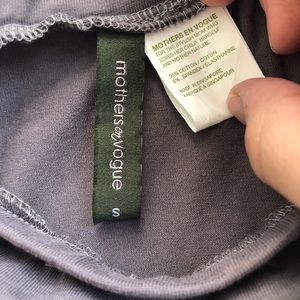 mothers en vogue
S
MOTHERS EN VOGUE
FOR THE STYLISH MOM WHO
LOVES HER CHILD, HERSELF
AND MOTHER NATURE.
95% COTTON / COTON
5% SPANDEX / ELASTHANNE
MADE IN SINGAPORE
FABRIQUÉ À SINGAPOUR